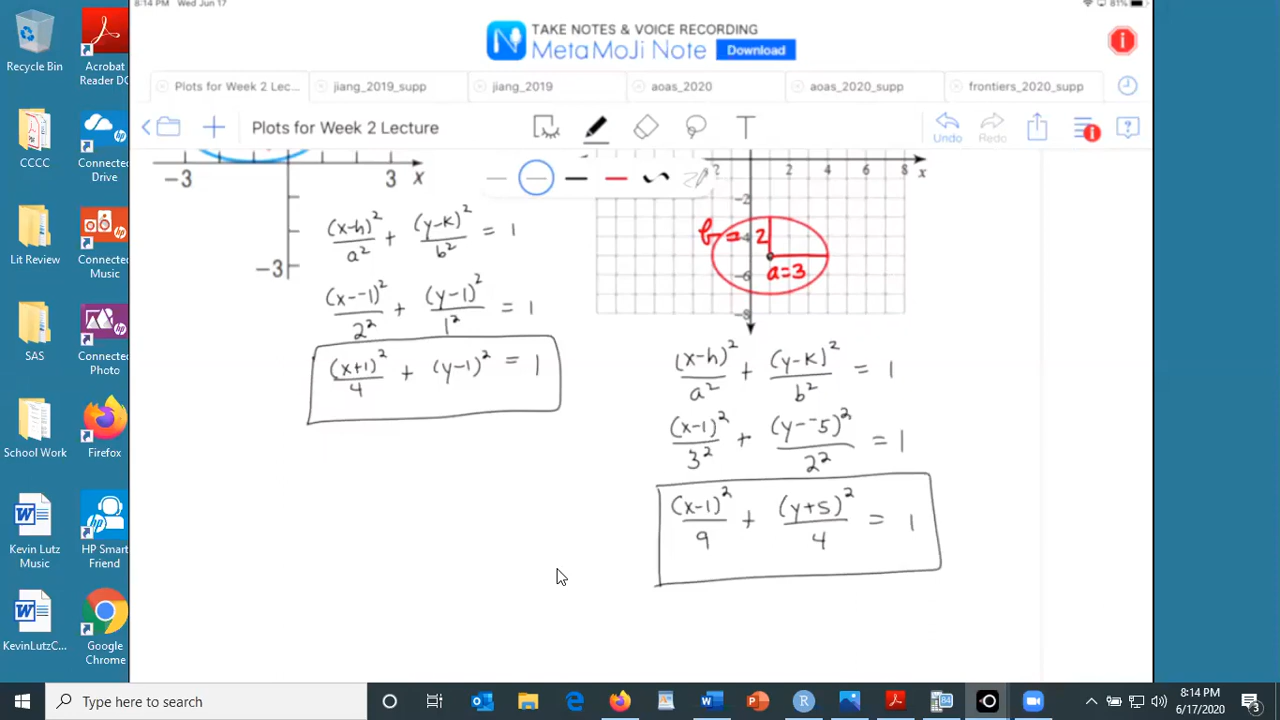 8:14 PM Wed Jun 17
81%
TAKE NOTES & VOICE RECORDING
MetaMoJi Note
Download
Plots for Week 2 Lec...
jiang_2019_supp
jiang_2019
aoas_2020
aoas_2020_supp
frontiers_2020_supp
Plots for Week 2 Lecture
T
Undo
Redo
Recycle Bin
Acrobat Reader DC
CCCC
Connected Drive
Lit Review
Connected Music
SAS
Connected Photo
School Work
Firefox
Kevin Lutz Music
HP Smart Friend
KevinLutzC...
Google Chrome
-3 3 x
-3
(x-h)²/a² + (y-k)²/b² = 1
(x--1)²/2² + (y-1)²/1² = 1
(x+1)²/4 + (y-1)² = 1
2 2 4 6 8 x
-2
-4
-6
-8
b = 2
a=3
(x-h)²/a² + (y-k)²/b² = 1
(x-1)²/3² + (y-⁻5)²/2² = 1
(x-1)²/9 + (y+5)²/4 = 1
Type here to search
8:14 PM
6/17/2020
3